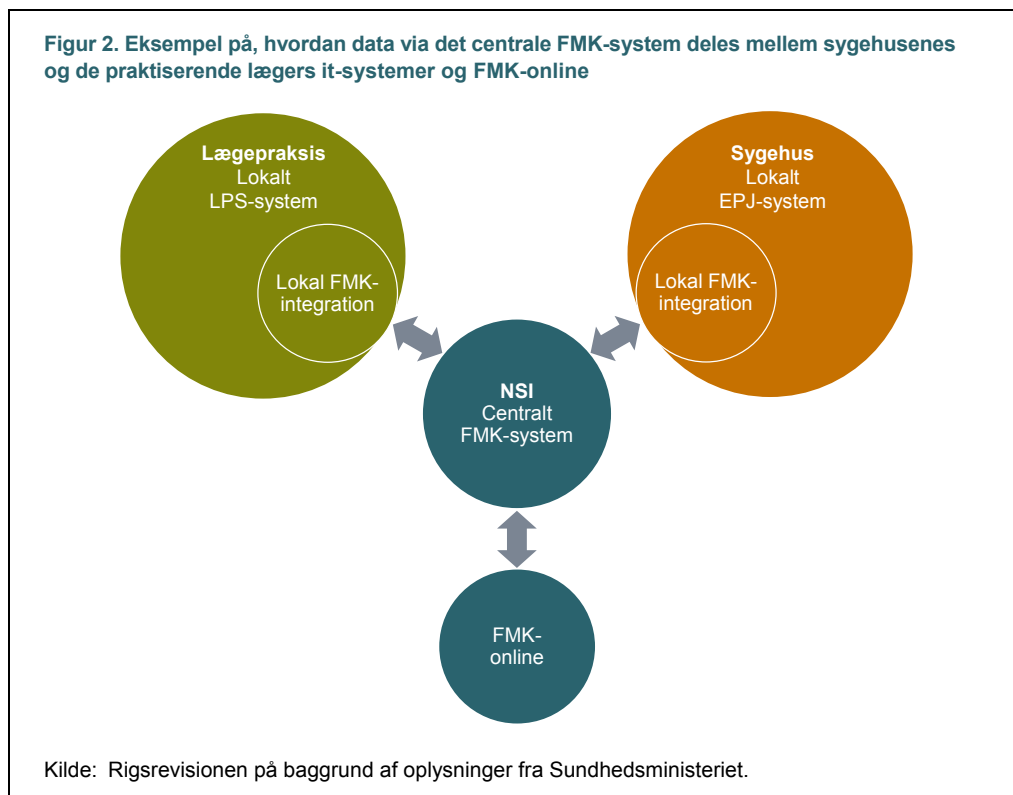 Figur 2. Eksempel på, hvordan data via det centrale FMK-system deles mellem sygehusenes
og de praktiserende lægers it-systemer og FMK-online
Lægepraksis
Lokalt
LPS-system
Lokal FMK-
integration
Sygehus
Lokalt
EPJ-system
Lokal FMK-
integration
NSI
Centralt
FMK-system
FMK-
online
Kilde: Rigsrevisionen på baggrund af oplysninger fra Sundhedsministeriet.